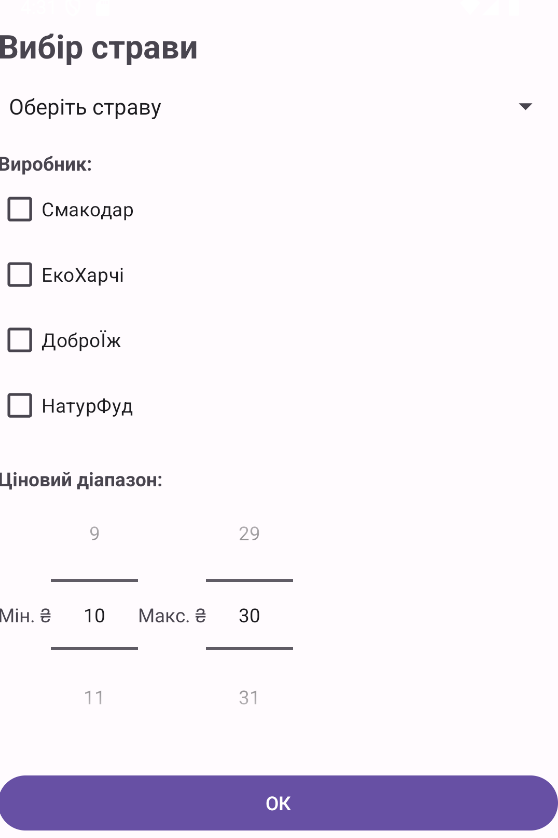 Вибір страви
Оберіть страву
Виробник:
Смакодар
ЕкоХарчі
ДоброЇж
НатурФуд
Ціновий діапазон:
9 29
Мін. ₴ 10 Макс. ₴ 30
11 31
ОК